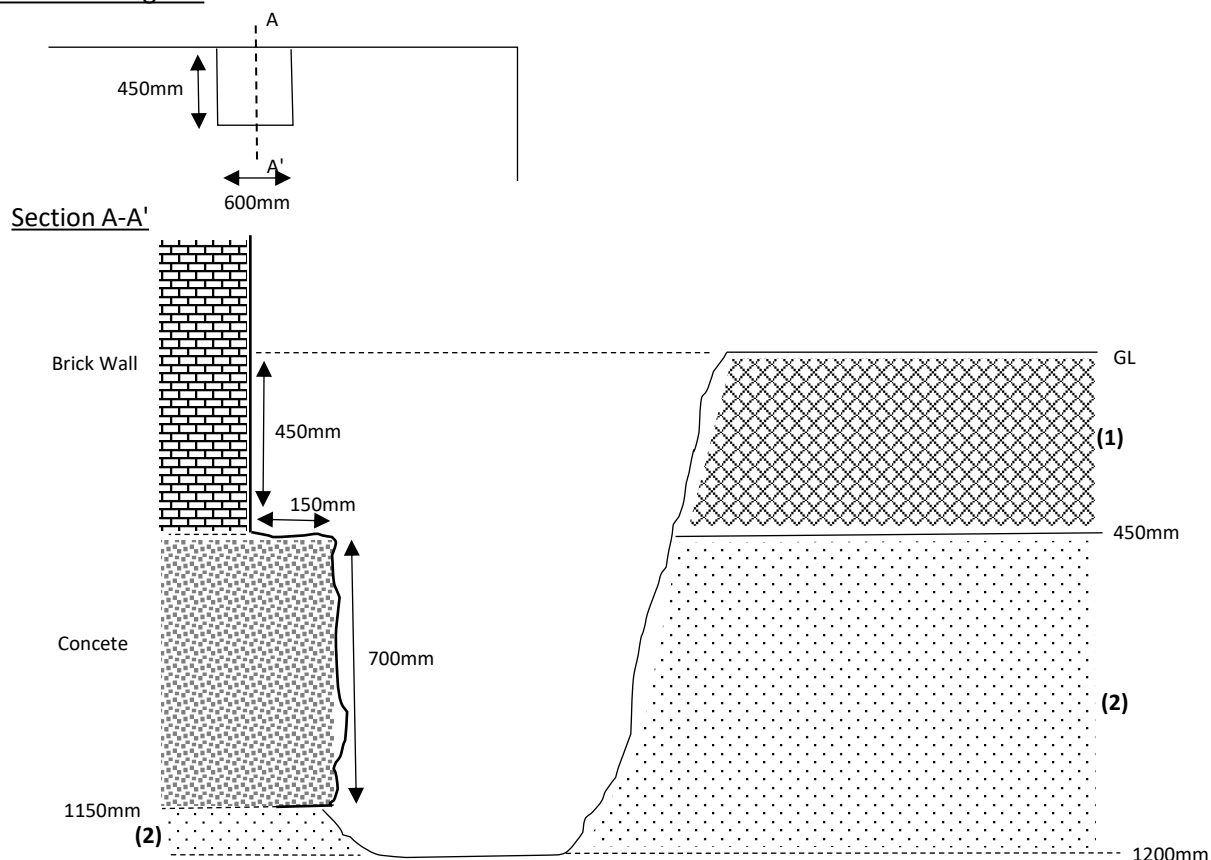 A
450mm
A'
600mm
Section A-A'
Brick Wall
GL
450mm
(1)
150mm
450mm
Concete
700mm
(2)
1150mm
(2)
1200mm